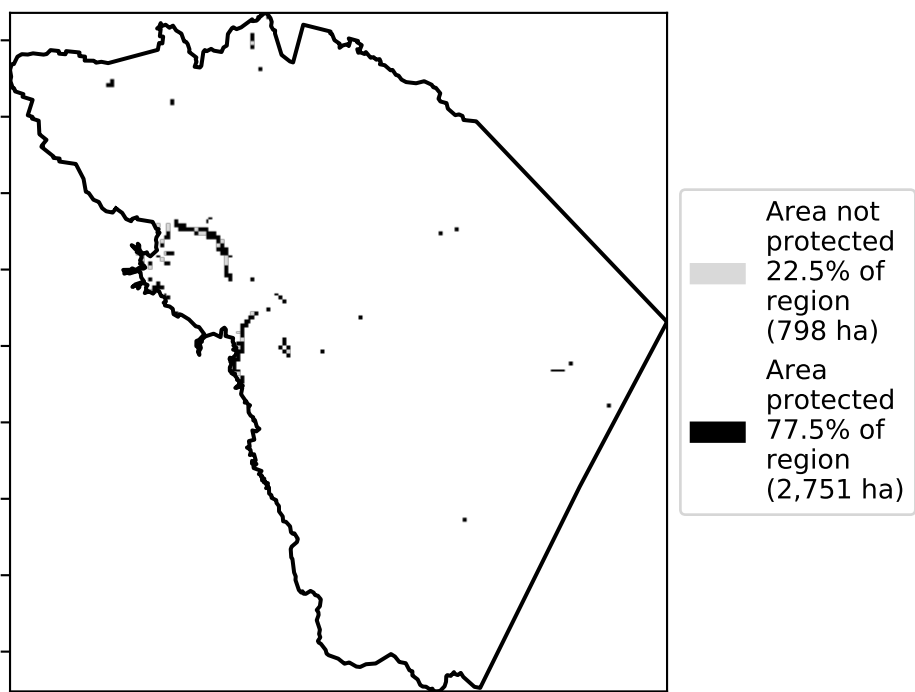 Area not
protected
22.5% of
region
(798 ha)
Area
protected
77.5% of
region
(2,751 ha)